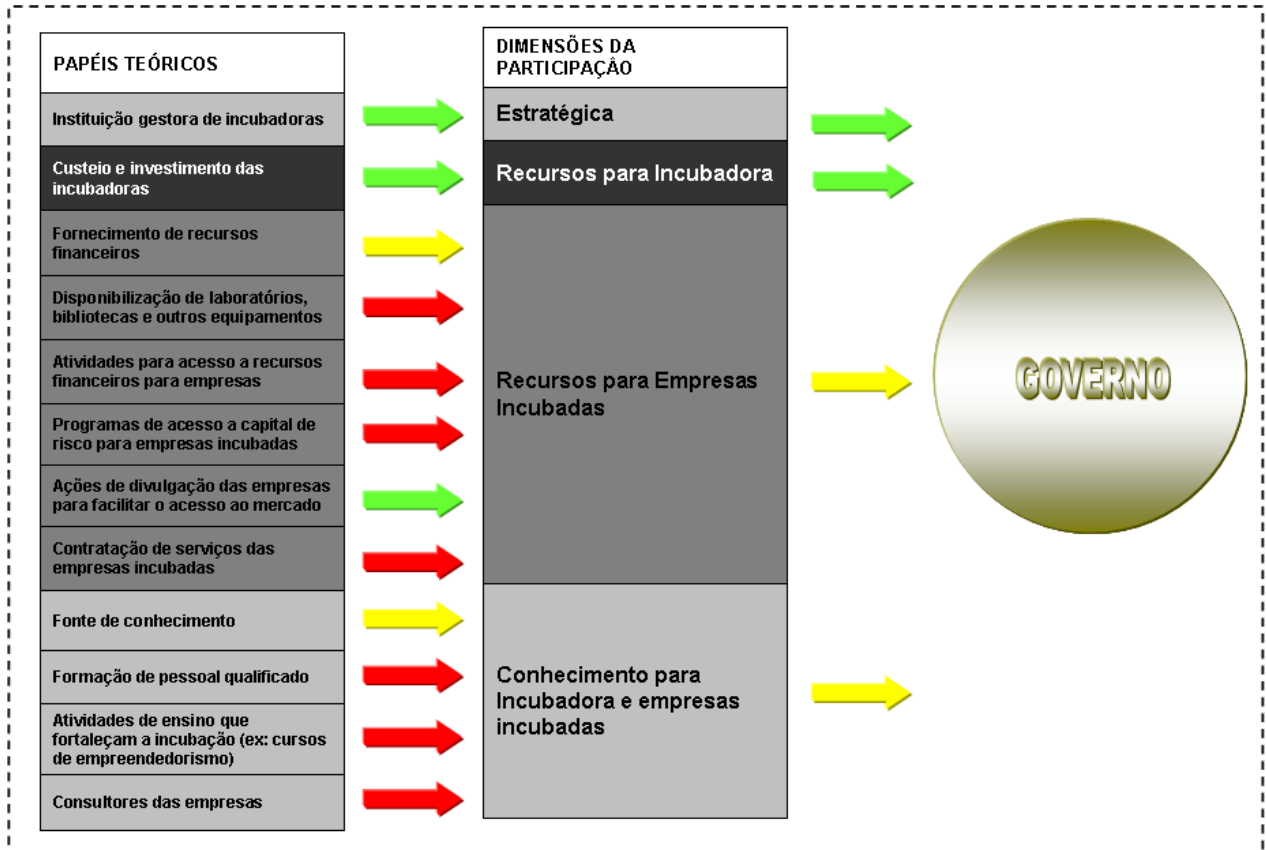 PAPÉIS TEÓRICOS
Instituição gestora de incubadoras
Custeio e investimento das
incubadoras
Fornecimento de recursos
financeiros
Disponibilização de laboratórios,
bibliotecas e outros equipamentos
Atividades para acesso a recursos
financeiros para empresas
Programas de acesso a capital de
risco para empresas incubadas
Ações de divulgação das empresas
para facilitar o acesso ao mercado
Contratação de serviços das
empresas incubadas
Fonte de conhecimento
Formação de pessoal qualificado
Atividades de ensino que
fortaleçam a incubação (ex: cursos
de empreendedorismo)
Consultores das empresas
DIMENSÕES DA
PARTICIPAÇÂO
Estratégica
Recursos para Incubadora
Recursos para Empresas
Incubadas
Conhecimento para
Incubadora e empresas
incubadas
GOVERNO